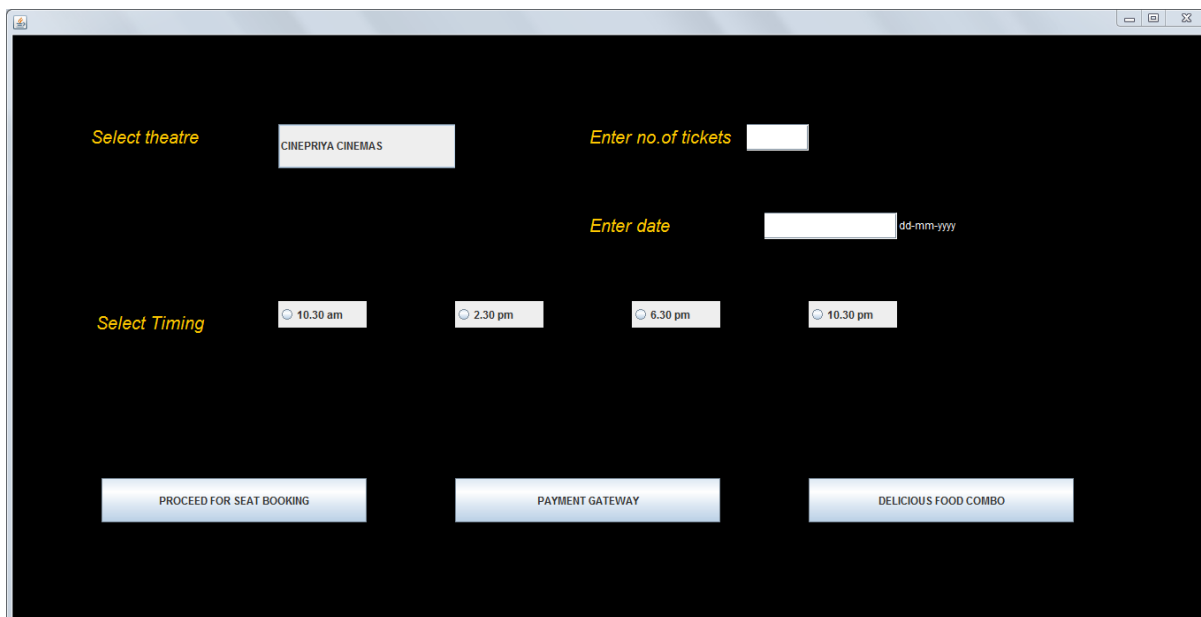 Select theatre
CINEPRIYA CINEMAS
Enter no.of tickets
Enter date
dd-mm-yyyy
Select Timing
10.30 am
2.30 pm
6.30 pm
10.30 pm
PROCEED FOR SEAT BOOKING
PAYMENT GATEWAY
DELICIOUS FOOD COMBO